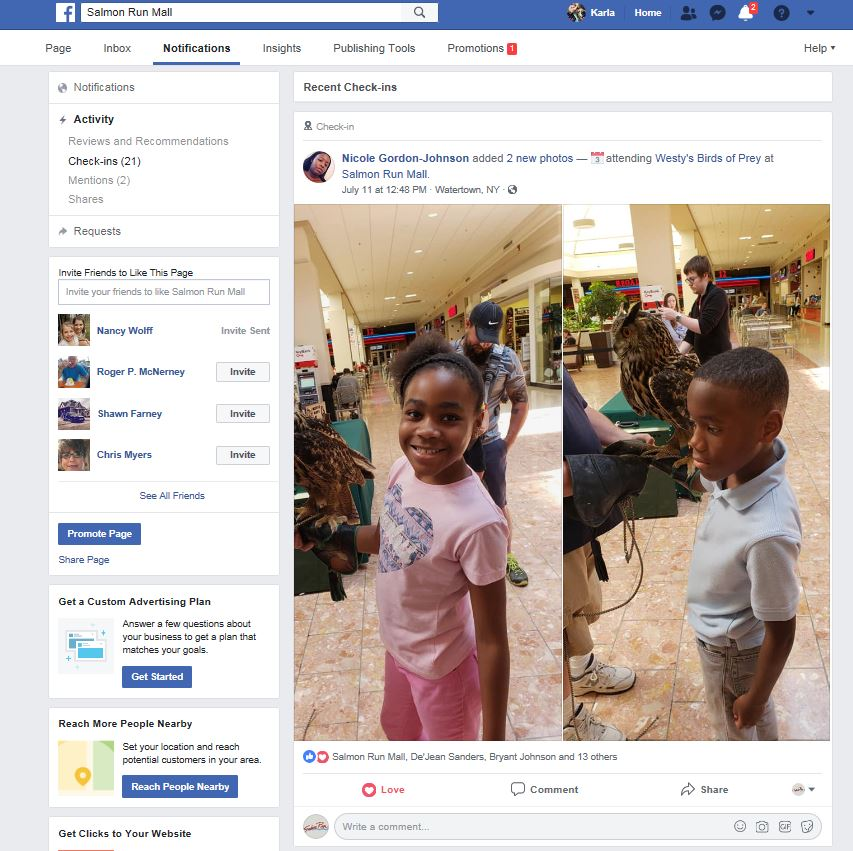 f
Salmon Run Mall
Karla
Home
2
Page
Inbox
Notifications
Insights
Publishing Tools
Promotions 1
Help
Notifications
Activity
Reviews and Recommendations
Check-ins (21)
Mentions (2)
Shares
Requests
Invite Friends to Like This Page
Invite your friends to like Salmon Run Mall
Nancy Wolff
Invite Sent
Roger P. McNerney
Invite
Shawn Farney
Invite
Chris Myers
Invite
See All Friends
Promote Page
Share Page
Get a Custom Advertising Plan
Answer a few questions about
your business to get a plan that
matches your goals.
Get Started
Reach More People Nearby
Set your location and reach
potential customers in your area.
Reach People Nearby
Get Clicks to Your Website
Recent Check-ins
Check-in
Nicole Gordon-Johnson added 2 new photos — 3 attending Westy's Birds of Prey at
Salmon Run Mall.
July 11 at 12:48 PM · Watertown, NY ·
Salmon Run Mall, De'Jean Sanders, Bryant Johnson and 13 others
Love
Comment
Share
Write a comment...
GIF